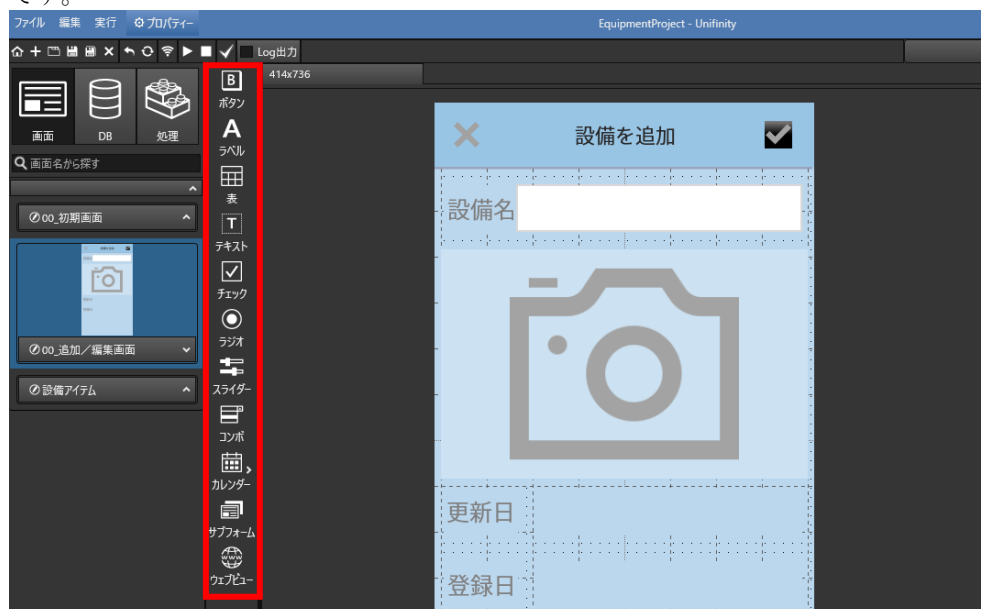 です。
ファイル 編集 実行 プロパティー
EquipmentProject - Unifinity
Log出力
414x736
画面
DB
処理
画面名から探す
00_初期画面
00_追加／編集画面
設備アイテム
B
ボタン
A
ラベル
表
T
テキスト
チェック
ラジオ
スライダー
コンボ
カレンダー
サブフォーム
www
ウェブビュー
設備を追加
設備名
更新日
登録日